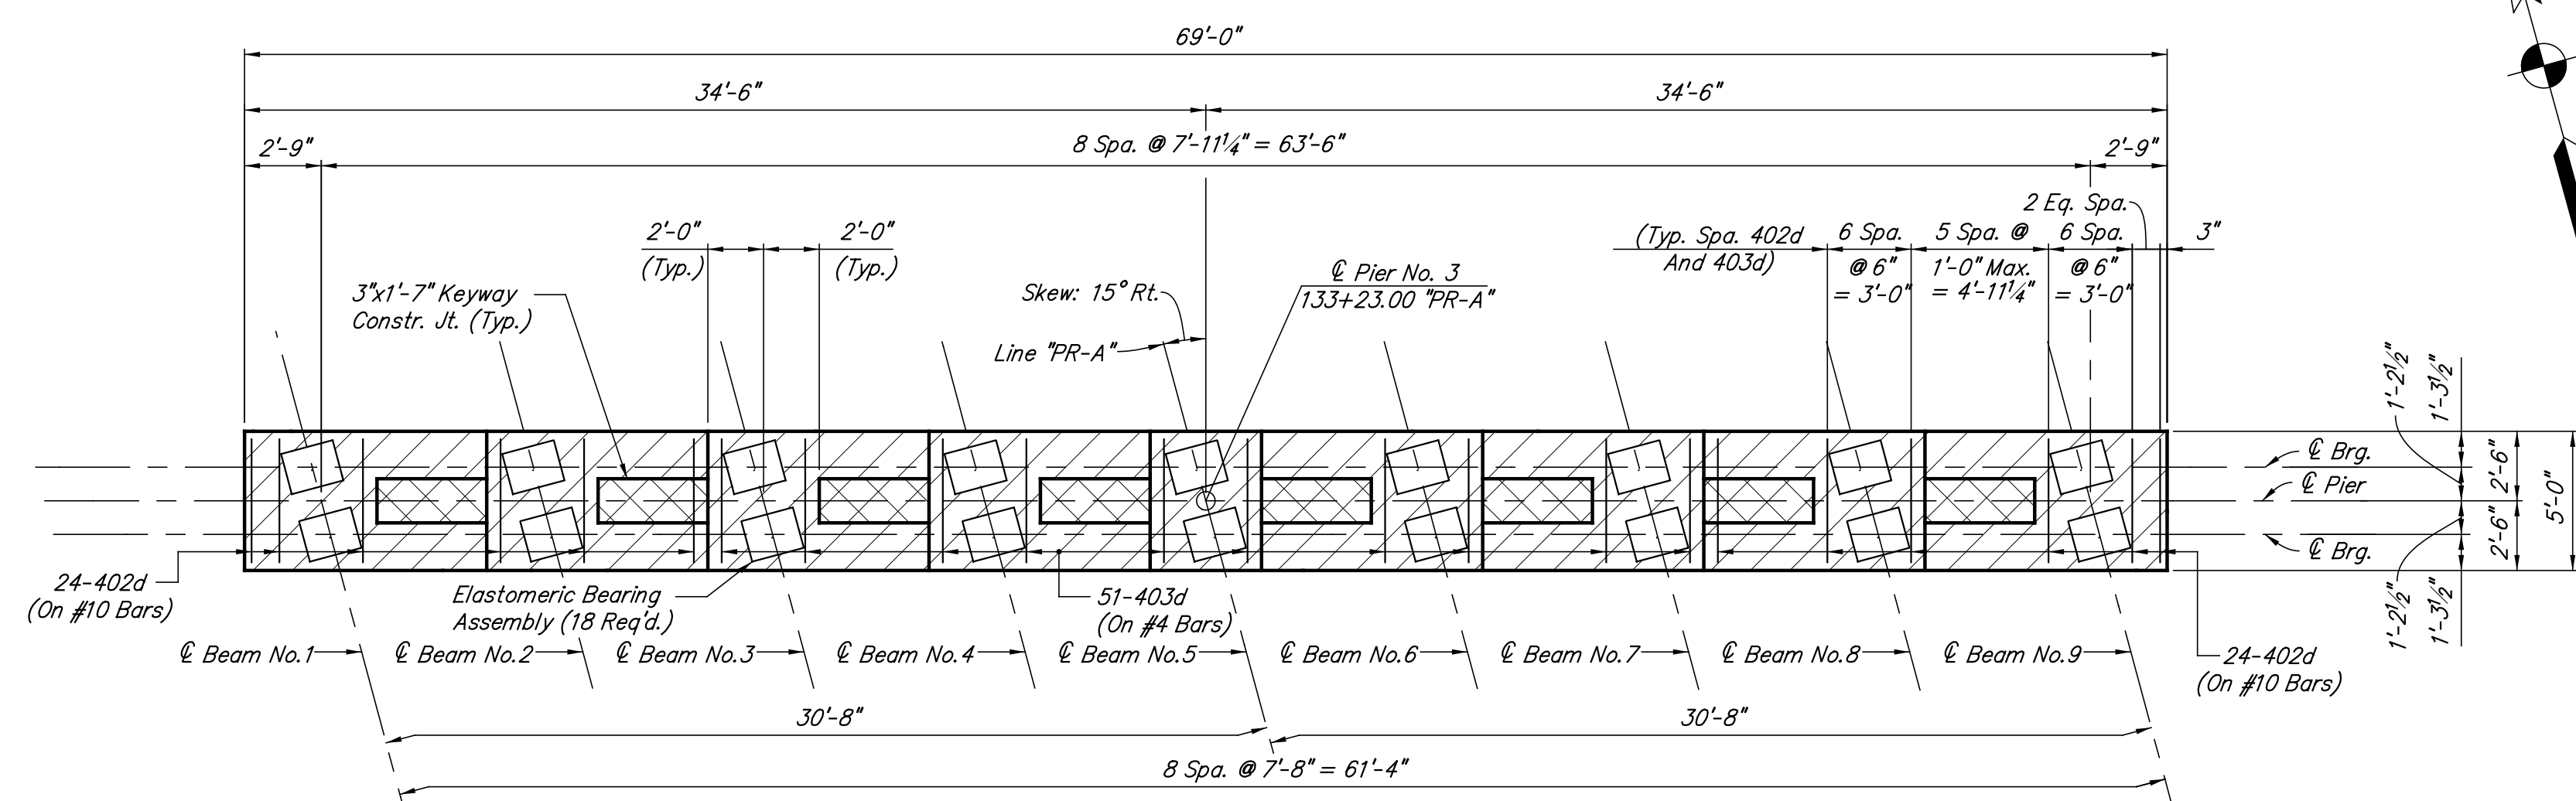 69'-0"
34'-6"
34'-6"
8 Spa. @ 7'-11¼" = 63'-6"
2'-9"
2'-9"
2 Eq. Spa.
2'-0"
(Typ.)
2'-0"
(Typ.)
(Typ. Spa. 402d
And 403d)
6 Spa.
@ 6"
= 3'-0"
5 Spa. @
1'-0" Max.
= 4'-11¼"
6 Spa.
@ 6"
= 3'-0"
3"
3"x1'-7" Keyway
Constr. Jt. (Typ.)
Skew: 15° Rt.
Line "PR-A"
℄ Pier No. 3
133+23.00 "PR-A"
1'-2½"
1'-3½"
2'-6"
5'-0"
2'-6"
1'-2½"
1'-3½"
℄ Brg.
℄ Pier
℄ Brg.
24-402d
(On #10 Bars)
Elastomeric Bearing
Assembly (18 Req'd.)
51-403d
(On #4 Bars)
24-402d
(On #10 Bars)
℄ Beam No.1
℄ Beam No.2
℄ Beam No.3
℄ Beam No.4
℄ Beam No.5
℄ Beam No.6
℄ Beam No.7
℄ Beam No.8
℄ Beam No.9
30'-8"
30'-8"
8 Spa. @ 7'-8" = 61'-4"